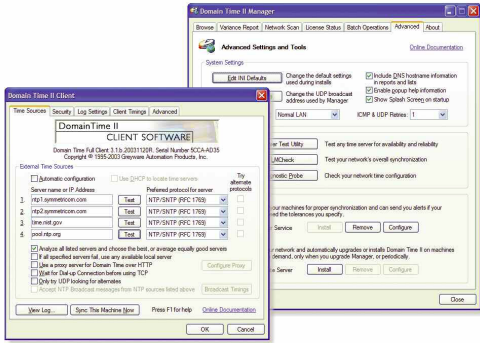 Domain Time II Manager
Browse Variance Report Network Scan License Status Batch Operations Advanced About
Advanced Settings and Tools Online Documentation
System Settings
Edit INI Defaults
Change the default settings
used during installs
Change the UDP broadcast
address used by Manager
Include DNS hostname information
in reports and lists
Enable popup help information
Show Splash Screen on startup
Normal LAN
ICMP & UDP Retries: 1
er Test Utility Test any time server for availability and reliability
LMCheck Test your network's overall synchronization
gnostic Probe Check your network time configuration
our machines for proper synchronization and can send you alerts if your
ed the tolerances you specify.
Service Install Remove Configure
r network and automatically upgrades or installs Domain Time II on machines
demand, only when you upgrade Manager, or periodically.
e Server Install Remove Configure
Close
Domain Time II Client
Time Sources Security Log Settings Client Timings Advanced
DomainTime II
CLIENT SOFTWARE
Domain Time Full Client 3.1.b.20031120R. Serial Number 5CCA-AD35
Copyright © 1995-2003 Greyware Automation Products, Inc.
External Time Sources
Automatic configuration Use DHCP to locate time servers
Try
alternate
protocols
Server name or IP Address Preferred protocol for server
1. ntp1.symmetricom.com Test NTP/SNTP (RFC 1769)
2. ntp2.symmetricom.com Test NTP/SNTP (RFC 1769)
3. time.nist.gov Test NTP/SNTP (RFC 1769)
4. pool.ntp.org Test NTP/SNTP (RFC 1769)
Analyze all listed servers and choose the best, or average equally good servers
If all specified servers fail, use any available local server
Use a proxy server for Domain Time over HTTP Configure Proxy
Wait for Dial-up Connection before using TCP
Only try UDP looking for alternates
Accept NTP Broadcast messages from NTP sources listed above Broadcast Timings
View Log... Sync This Machine Now Press F1 for help Online Documentation
OK Cancel